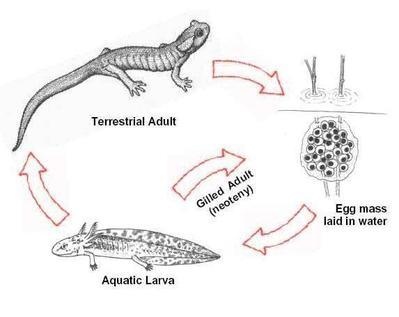 Terrestrial Adult
Gilled Adult
(neoteny)
Egg mass
laid in water
Aquatic Larva